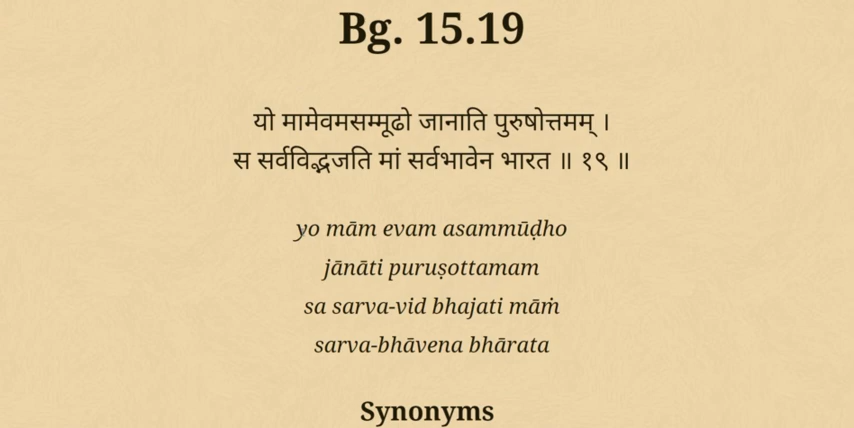 Bg. 15.19
यो मामेवमसम्मूढो जानाति पुरुषोत्तमम् ।
स सर्वविद्भ‍जति मां सर्वभावेन भारत ॥ १९ ॥
yo mām evam asammūḍho
jānāti puruṣottamam
sa sarva-vid bhajati māṁ
sarva-bhāvena bhārata
Synonyms